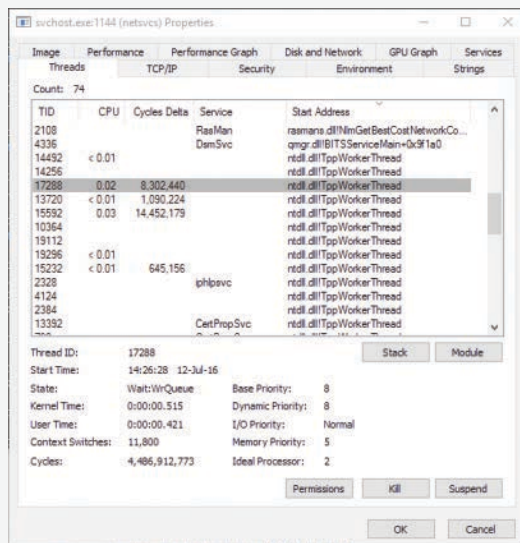 svchost.exe:1144 (netsvcs) Properties
Image Performance Performance Graph Disk and Network GPU Graph Services
Threads TCP/IP Security Environment Strings
Count: 74
TID CPU Cycles Delta Service Start Address
2108 RasMan rasmans.dll!NlmGetBestCostNetworkCo...
4336 DsmSvc qmgr.dll!BITSServiceMain+0x9f1a0
14492 < 0.01 ntdll.dll!TppWorkerThread
14256 ntdll.dll!TppWorkerThread
17288 0.02 8,302,440 ntdll.dll!TppWorkerThread
13720 < 0.01 1,090,224 ntdll.dll!TppWorkerThread
15592 0.03 14,452,179 ntdll.dll!TppWorkerThread
10364 ntdll.dll!TppWorkerThread
19112 ntdll.dll!TppWorkerThread
19296 < 0.01 ntdll.dll!TppWorkerThread
15232 < 0.01 645,156 ntdll.dll!TppWorkerThread
2328 iphlpsvc ntdll.dll!TppWorkerThread
4124 ntdll.dll!TppWorkerThread
2384 ntdll.dll!TppWorkerThread
13392 CertPropSvc ntdll.dll!TppWorkerThread
Thread ID: 17288 Stack Module
Start Time: 14:26:28 12-Jul-16
State: Wait:WrQueue Base Priority: 8
Kernel Time: 0:00:00.515 Dynamic Priority: 8
User Time: 0:00:00.421 I/O Priority: Normal
Context Switches: 11,800 Memory Priority: 5
Cycles: 4,486,912,773 Ideal Processor: 2
Permissions Kill Suspend
OK Cancel